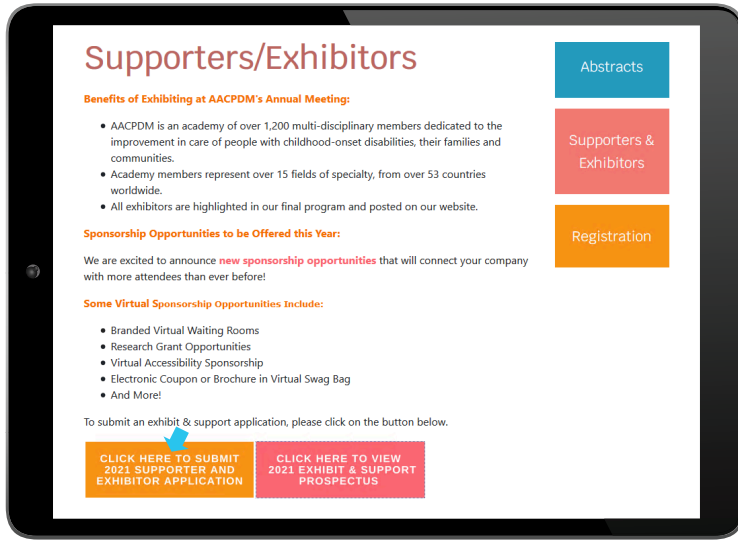 Supporters/Exhibitors
Benefits of Exhibiting at AACPDM's Annual Meeting:
AACPDM is an academy of over 1,200 multi-disciplinary members dedicated to the
improvement in care of people with childhood-onset disabilities, their families and
communities.
Academy members represent over 15 fields of specialty, from over 53 countries
worldwide.
All exhibitors are highlighted in our final program and posted on our website.
Sponsorship Opportunities to be Offered this Year:
We are excited to announce new sponsorship opportunities that will connect your company
with more attendees than ever before!
Some Virtual Sponsorship Opportunities Include:
Branded Virtual Waiting Rooms
Research Grant Opportunities
Virtual Accessibility Sponsorship
Electronic Coupon or Brochure in Virtual Swag Bag
And More!
To submit an exhibit & support application, please click on the button below.
CLICK HERE TO SUBMIT
2021 SUPPORTER AND
EXHIBITOR APPLICATION
CLICK HERE TO VIEW
2021 EXHIBIT & SUPPORT
PROSPECTUS
Abstracts
Supporters &
Exhibitors
Registration